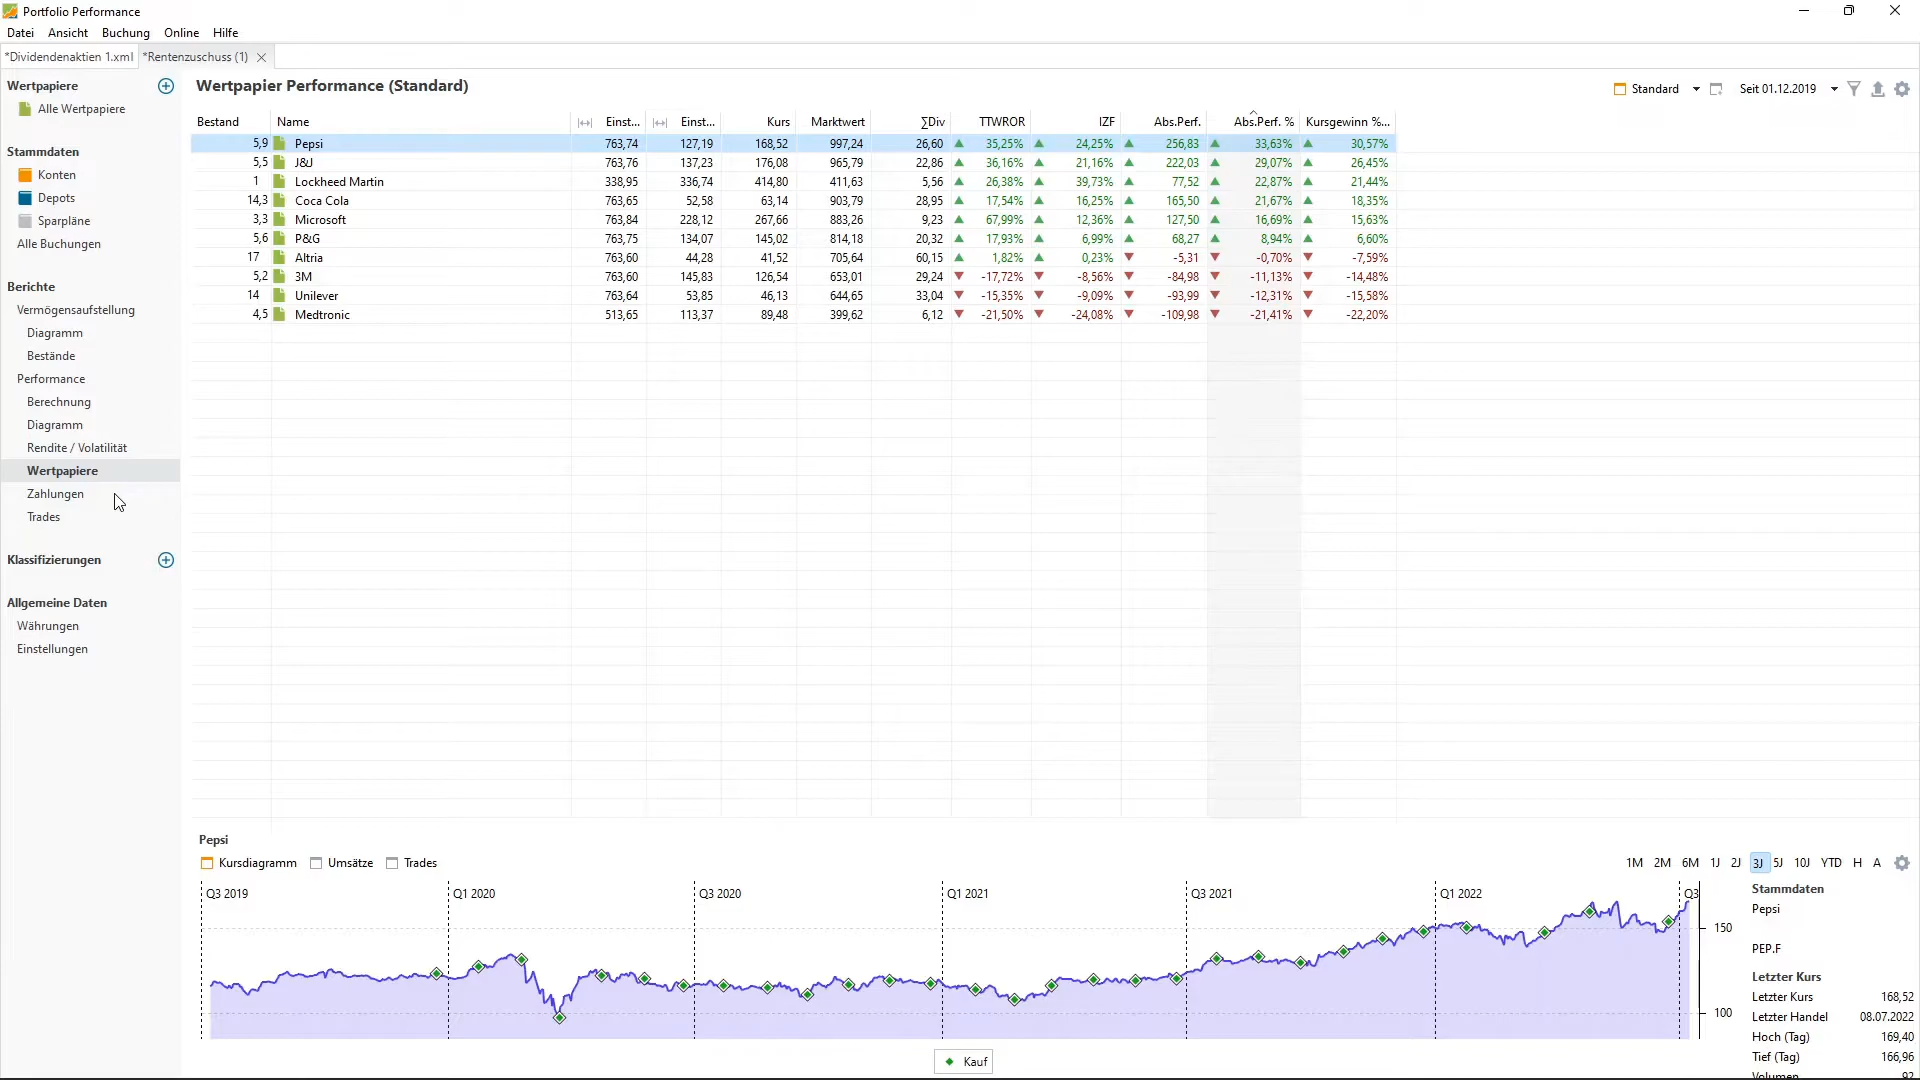 Portfolio Performance
Datei Ansicht Buchung Online Hilfe
*Dividendenaktien 1.xml *Rentenzuschuss (1)
Wertpapiere
Alle Wertpapiere
Stammdaten
Konten
Depots
Sparpläne
Alle Buchungen
Berichte
Vermögensaufstellung
Diagramm
Bestände
Performance
Berechnung
Diagramm
Rendite / Volatilität
Wertpapiere
Zahlungen
Trades
Klassifizierungen
Allgemeine Daten
Währungen
Einstellungen
Wertpapier Performance (Standard)
Standard Seit 01.12.2019
Bestand Name Einst... Einst... Kurs Marktwert ∑Div TTWROR IZF Abs.Perf. Abs.Perf. % Kursgewinn %...
5,9 Pepsi 763,74 127,19 168,52 997,24 26,60 35,25% 24,25% 256,83 33,63% 30,57%
5,5 J&J 763,76 137,23 176,08 965,79 22,86 36,16% 21,16% 222,03 29,07% 26,45%
1 Lockheed Martin 338,95 336,74 414,80 411,63 5,56 26,38% 39,73% 77,52 22,87% 21,44%
14,3 Coca Cola 763,65 52,58 63,14 903,79 28,95 17,54% 16,25% 165,50 21,67% 18,35%
3,3 Microsoft 763,84 228,12 267,66 883,26 9,23 67,99% 12,36% 127,50 16,69% 15,63%
5,6 P&G 763,75 134,07 145,02 814,18 20,32 17,93% 6,99% 68,27 8,94% 6,60%
17 Altria 763,60 44,28 41,52 705,64 60,15 1,82% 0,23% -5,31 -0,70% -7,59%
5,2 3M 763,60 145,83 126,54 653,01 29,24 -17,72% -8,56% -84,98 -11,13% -14,48%
14 Unilever 763,64 53,85 46,13 644,65 33,04 -15,35% -9,09% -93,99 -12,31% -15,58%
4,5 Medtronic 513,65 113,37 89,48 399,62 6,12 -21,50% -24,08% -109,98 -21,41% -22,20%
Pepsi
Kursdiagramm Umsätze Trades
1M 2M 6M 1J 2J 3J 5J 10J YTD H A
Q3 2019 Q1 2020 Q3 2020 Q1 2021 Q3 2021 Q1 2022 Q3
150
100
Kauf
Stammdaten
Pepsi
PEP.F
Letzter Kurs
Letzter Kurs 168,52
Letzter Handel 08.07.2022
Hoch (Tag) 169,40
Tief (Tag) 166,96
Volumen 92